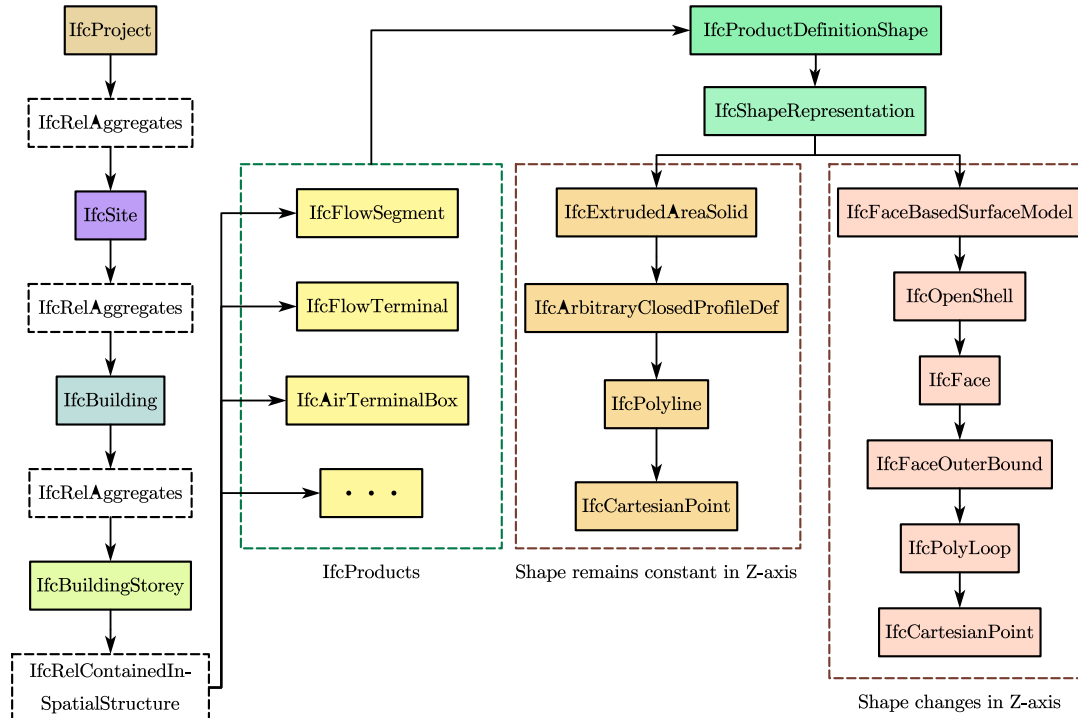 IfcProject
IfcRelAggregates
IfcSite
IfcRelAggregates
IfcBuilding
IfcRelAggregates
IfcBuildingStorey
IfcRelContainedIn-
SpatialStructure
IfcFlowSegment
IfcFlowTerminal
IfcAirTerminalBox
• • •
IfcProducts
IfcProductDefinitionShape
IfcShapeRepresentation
IfcExtrudedAreaSolid
IfcArbitraryClosedProfileDef
IfcPolyline
IfcCartesianPoint
Shape remains constant in Z-axis
IfcFaceBasedSurfaceModel
IfcOpenShell
IfcFace
IfcFaceOuterBound
IfcPolyLoop
IfcCartesianPoint
Shape changes in Z-axis